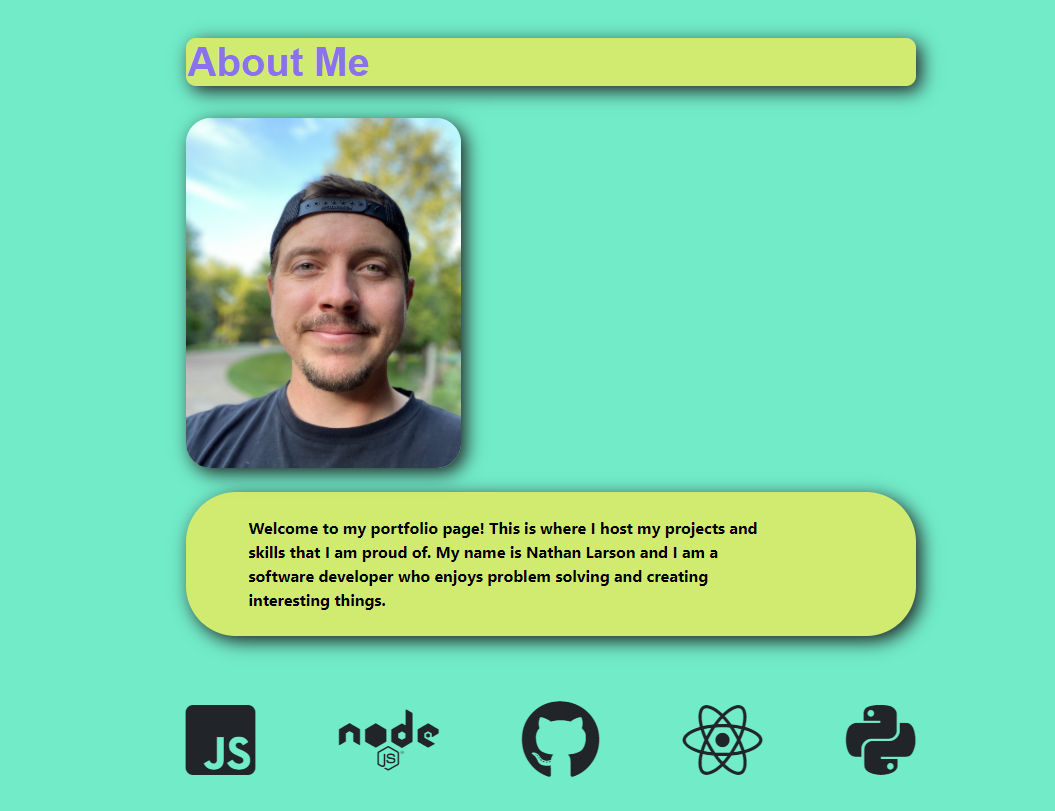 About Me
Welcome to my portfolio page! This is where I host my projects and
skills that I am proud of. My name is Nathan Larson and I am a
software developer who enjoys problem solving and creating
interesting things.
JS
node
JS